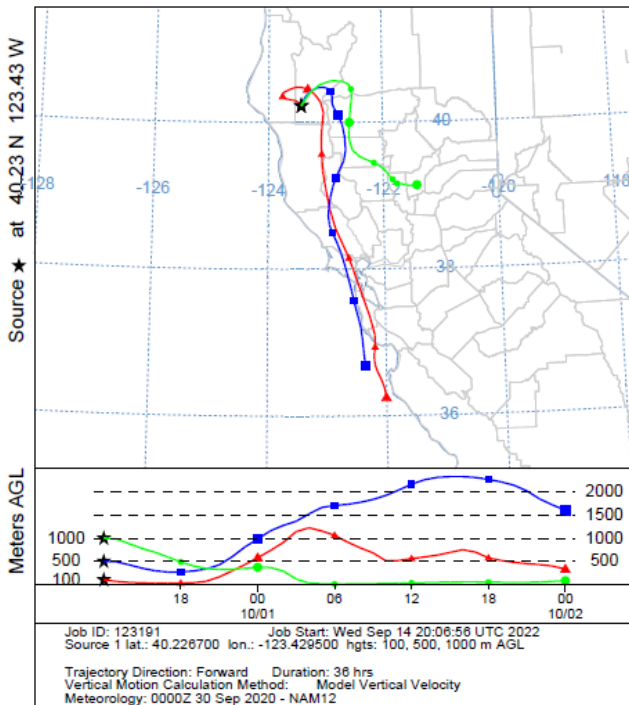 Source ★ at 40.23 N 123.43 W
40
-128
-126
-124
-122
-120
118
38
36
Meters AGL
2000
1500
1000
500
500
100
18 00 06 12 18 00
10/01 10/02
Job ID: 123191 Job Start: Wed Sep 14 20:06:56 UTC 2022
Source 1 lat.: 40.226700 lon.: -123.429500 hgts: 100, 500, 1000 m AGL
Trajectory Direction: Forward Duration: 36 hrs
Vertical Motion Calculation Method: Model Vertical Velocity
Meteorology: 0000Z 30 Sep 2020 - NAM12